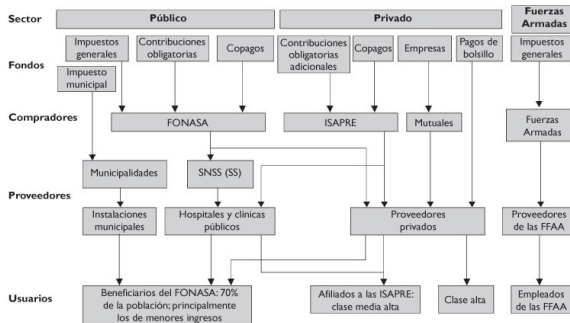 Sector
Público
Privado
Fuerzas
Armadas
Fondos
Impuestos
generales
Contribuciones
obligatorias
Copagos
Contribuciones
obligatorias
adicionales
Copagos
Empresas
Pagos de
bolsillo
Impuestos
generales
Impuesto
municipal
Compradores
FONASA
ISAPRE
Mutuales
Fuerzas
Armadas
Municipalidades
SNSS (SS)
Proveedores
Instalaciones
municipales
Hospitales y clínicas
públicos
Proveedores
privados
Proveedores
de las FFAA
Usuarios
Beneficiarios del FONASA: 70%
de la población; principalmente
los de menores ingresos
Afiliados a las ISAPRE:
clase media alta
Clase alta
Empleados
de las FFAA